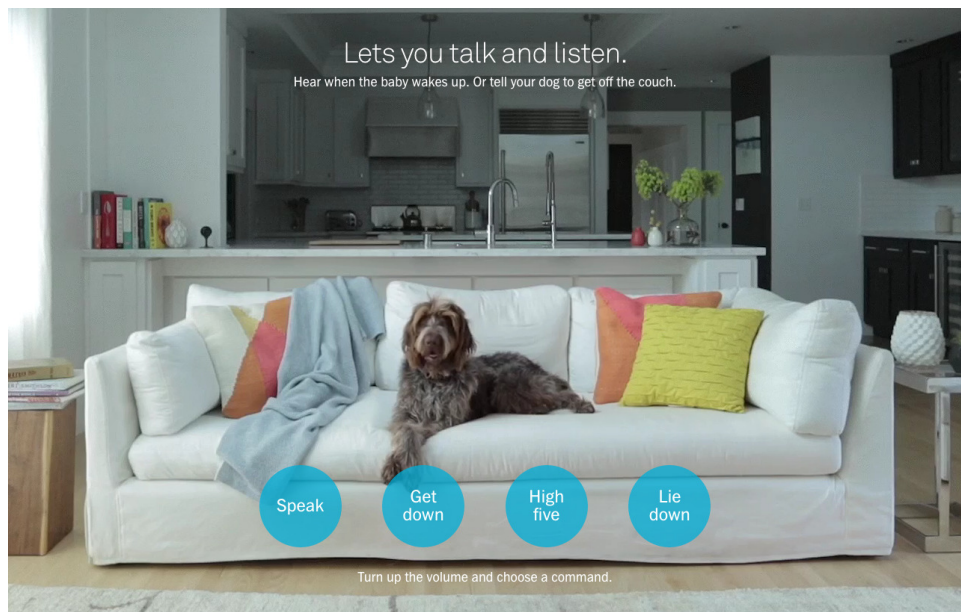 Lets you talk and listen.
Hear when the baby wakes up. Or tell your dog to get off the couch.
Speak
Get
down
High
five
Lie
down
Turn up the volume and choose a command.